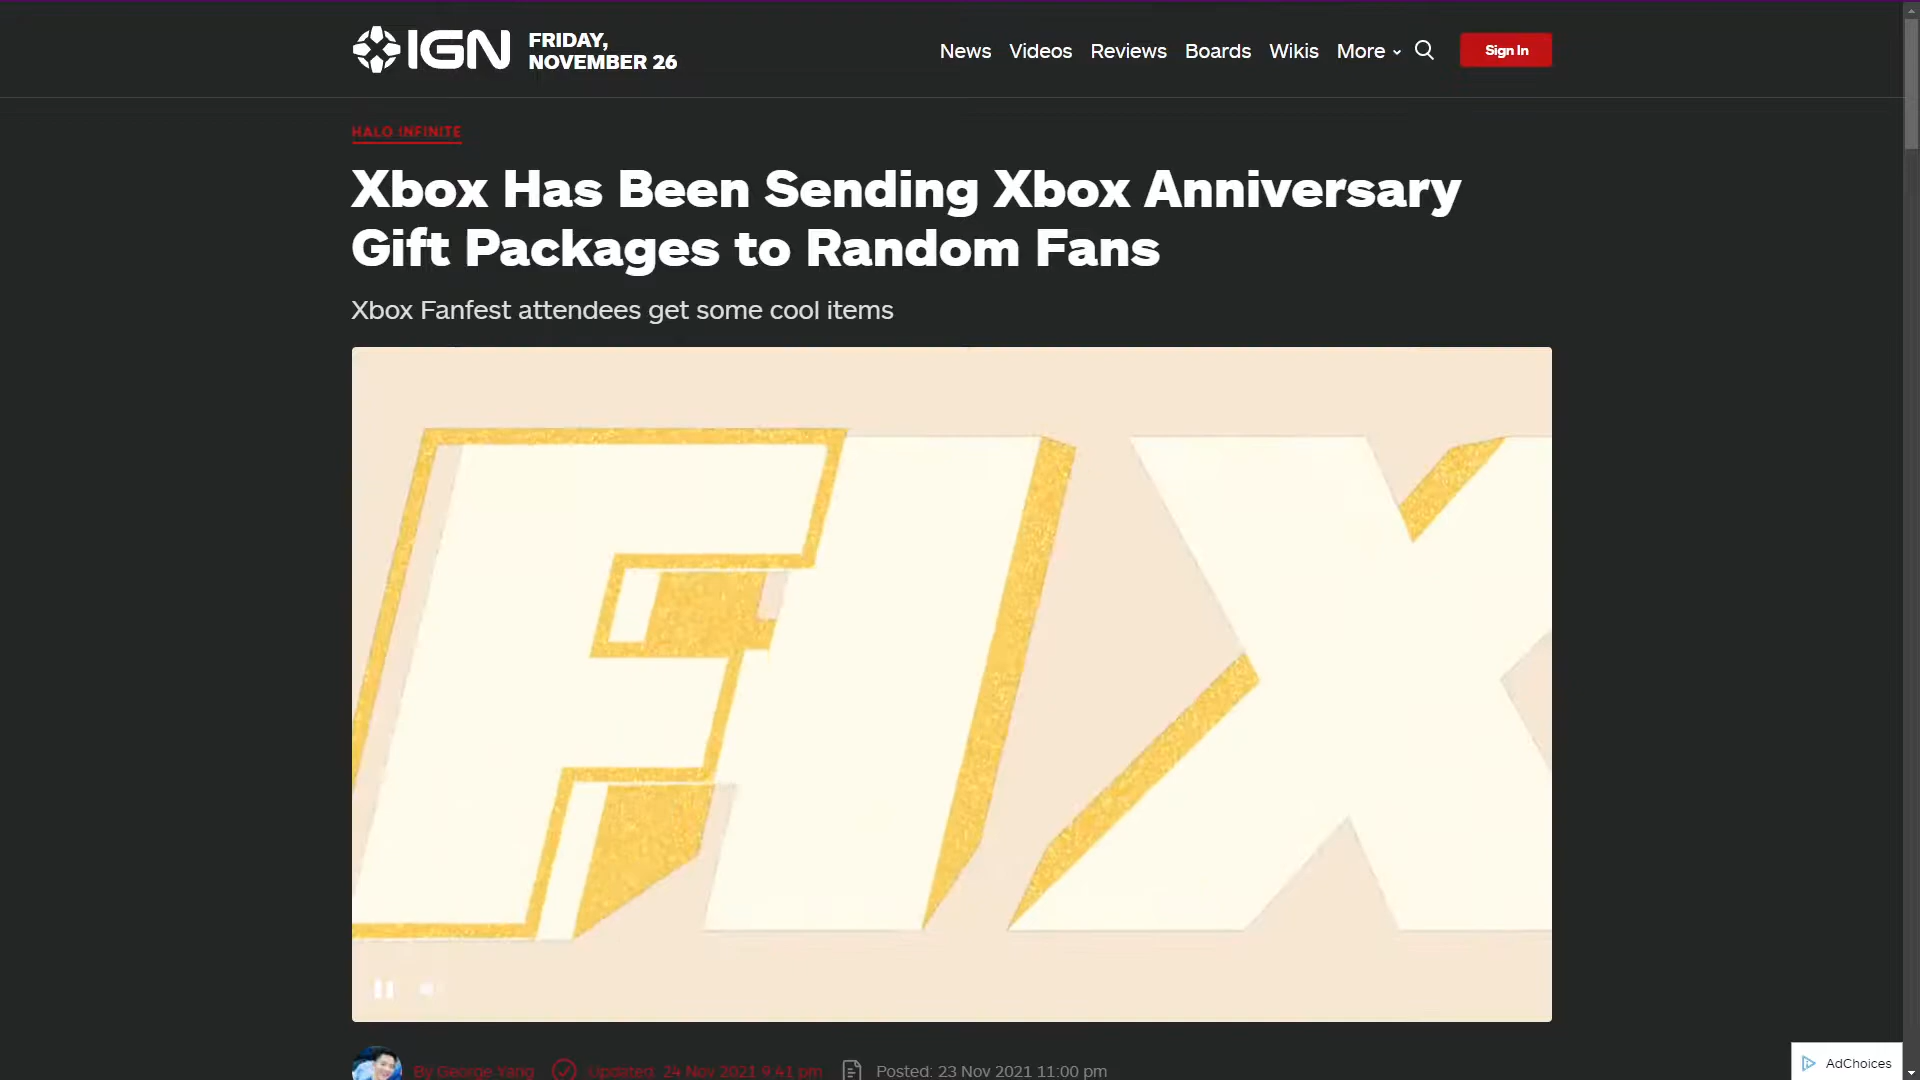 IGN
FRIDAY,
NOVEMBER 26
News Videos Reviews Boards Wikis More
Sign In
HALO INFINITE
Xbox Has Been Sending Xbox Anniversary
Gift Packages to Random Fans
Xbox Fanfest attendees get some cool items
FIX
By George Yang Updated: 24 Nov 2021 9:41 pm Posted: 23 Nov 2021 11:00 pm
AdChoices